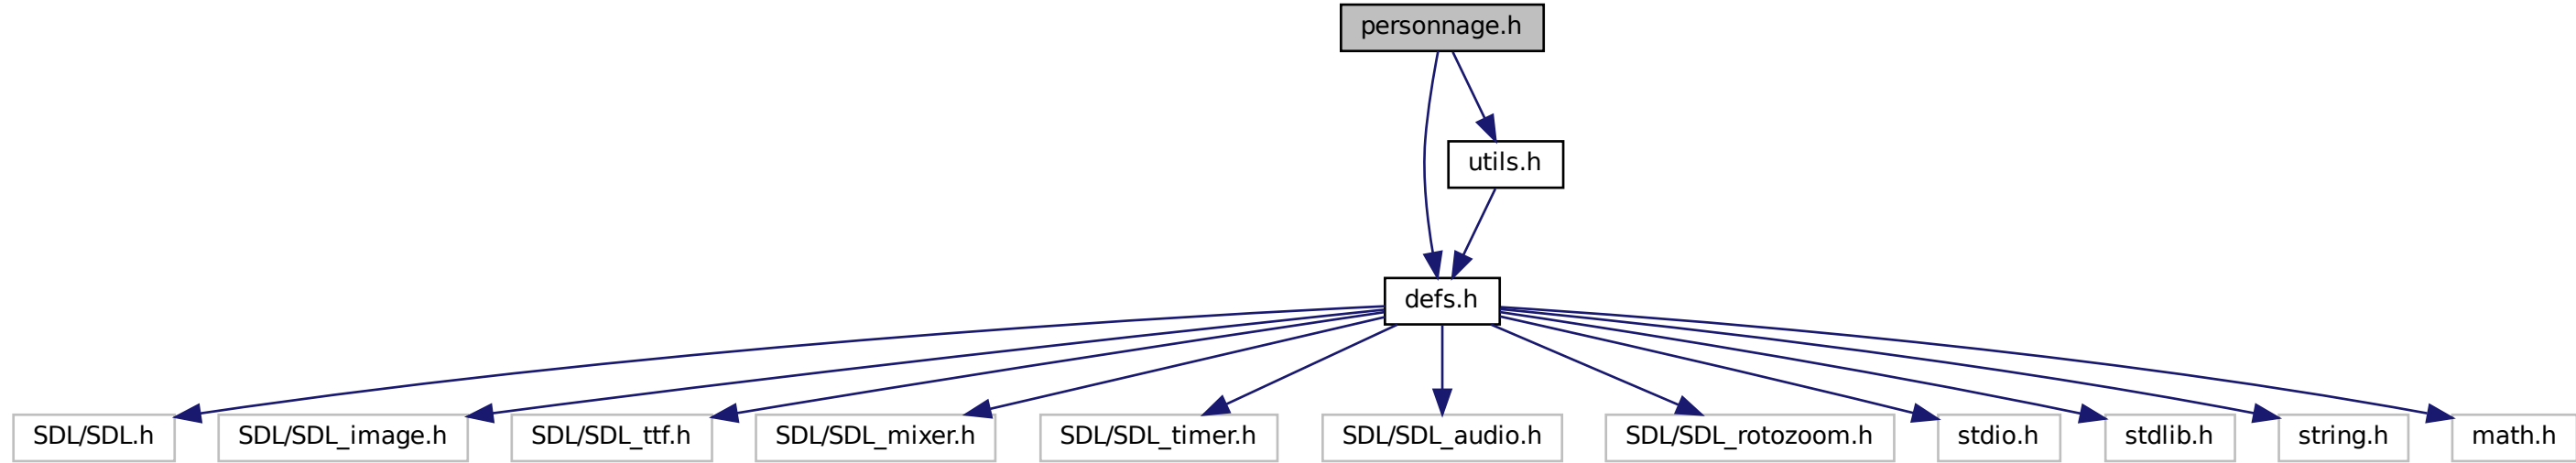 personnage.h
utils.h
defs.h
SDL/SDL.h
SDL/SDL_image.h
SDL/SDL_ttf.h
SDL/SDL_mixer.h
SDL/SDL_timer.h
SDL/SDL_audio.h
SDL/SDL_rotozoom.h
stdio.h
stdlib.h
string.h
math.h